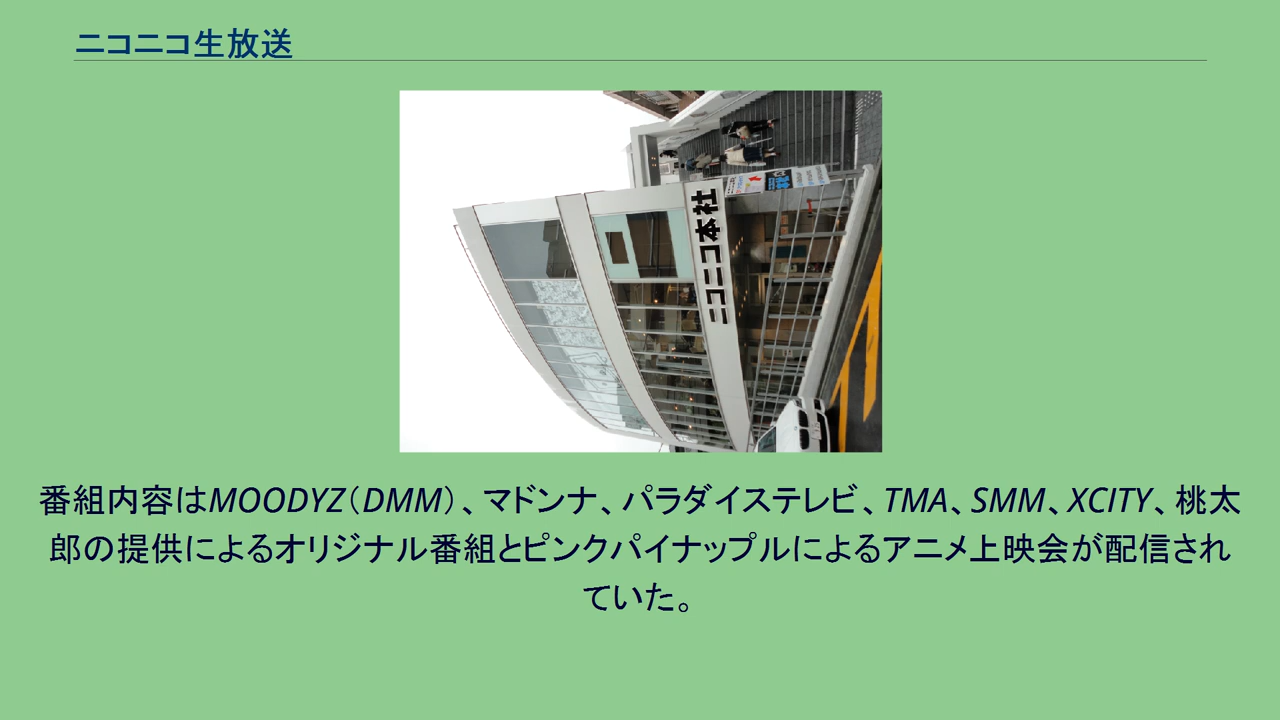 ニコニコ生放送
ニコニコ本社
番組内容はMOODYZ（DMM）、マドンナ、パラダイステレビ、TMA、SMM、XCITY、桃太
郎の提供によるオリジナル番組とピンクパイナップルによるアニメ上映会が配信され
ていた。